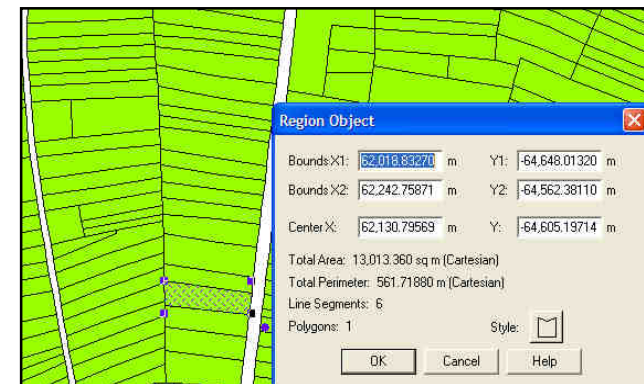 Region Object
Bounds X1: 62,018.83270 m Y1: -64,648.01320 m
Bounds X2: 62,242.75871 m Y2: -64,562.38110 m
Center X: 62,130.79569 m Y: -64,605.19714 m
Total Area: 13,013.360 sq m (Cartesian)
Total Perimeter: 561.71880 m (Cartesian)
Line Segments: 6
Polygons: 1 Style:
OK Cancel Help